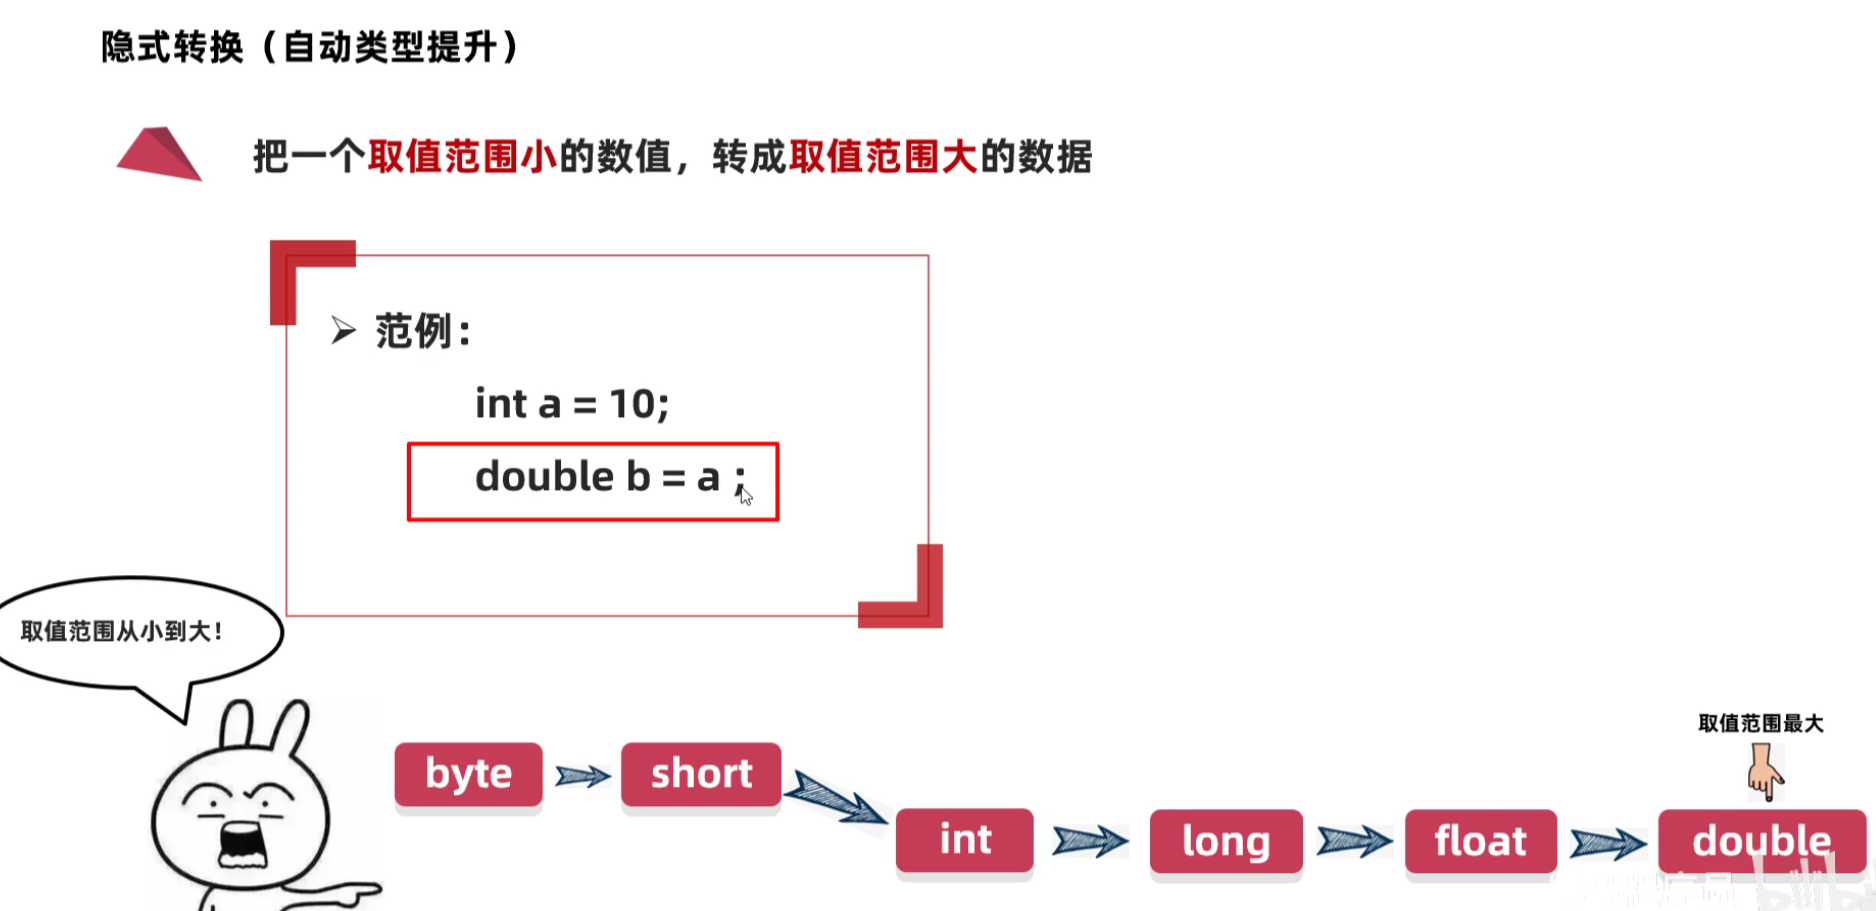 隐式转换（自动类型提升）
把一个取值范围小的数值，转成取值范围大的数据
范例：
int a = 10;
double b = a ;
取值范围从小到大！
取值范围最大
byte
short
int
long
float
double
bilibili